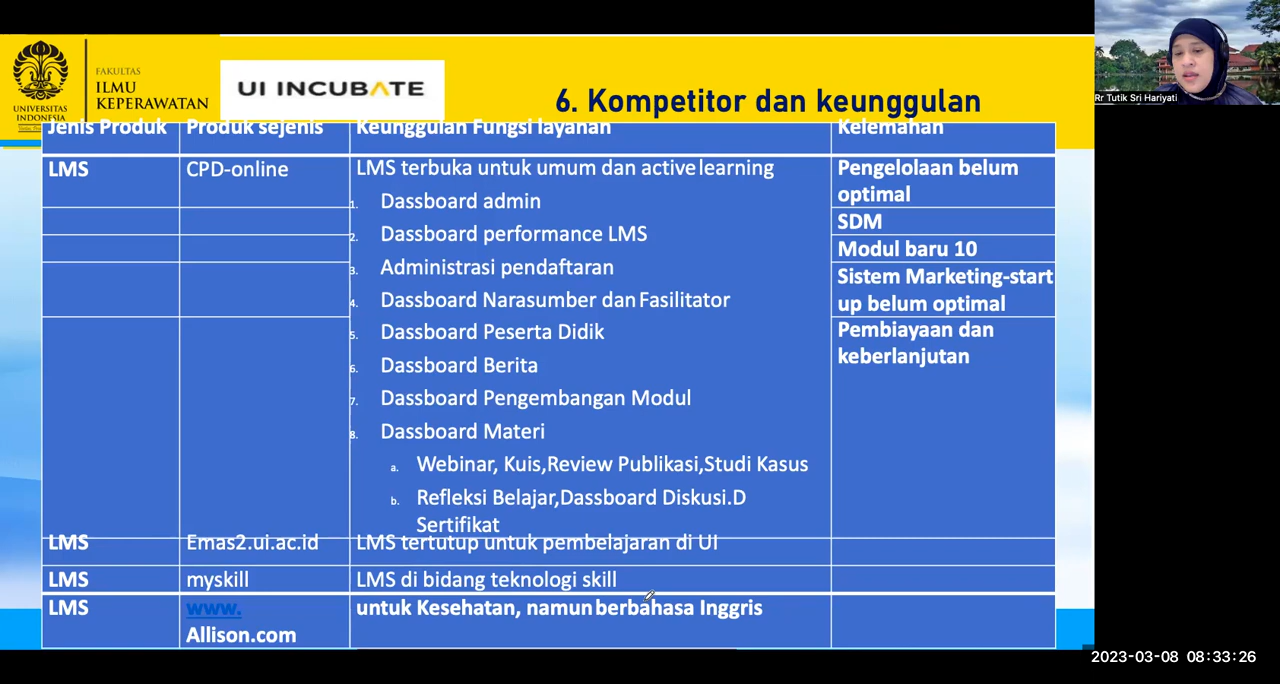 UNIVERSITAS
INDONESIA
FAKULTAS
ILMU
KEPERAWATAN
UI INCUBATE
6. Kompetitor dan keunggulan
Rr Tutik Sri Hariyati
Jenis Produk Produk sejenis Keunggulan Fungsi layanan Kelemahan
LMS CPD-online LMS terbuka untuk umum dan active learning Pengelolaan belum
optimal
1. Dassboard admin
SDM
2. Dassboard performance LMS
Modul baru 10
3. Administrasi pendaftaran
Sistem Marketing-start
up belum optimal
4. Dassboard Narasumber dan Fasilitator
5. Dassboard Peserta Didik
Pembiayaan dan
keberlanjutan
6. Dassboard Berita
7. Dassboard Pengembangan Modul
8. Dassboard Materi
a. Webinar, Kuis,Review Publikasi,Studi Kasus
b. Refleksi Belajar,Dassboard Diskusi.D
Sertifikat
LMS Emas2.ui.ac.id LMS tertutup untuk pembelajaran di UI
LMS myskill LMS di bidang teknologi skill
LMS www. untuk Kesehatan, namun berbahasa Inggris
Allison.com
2023-03-08 08:33:26